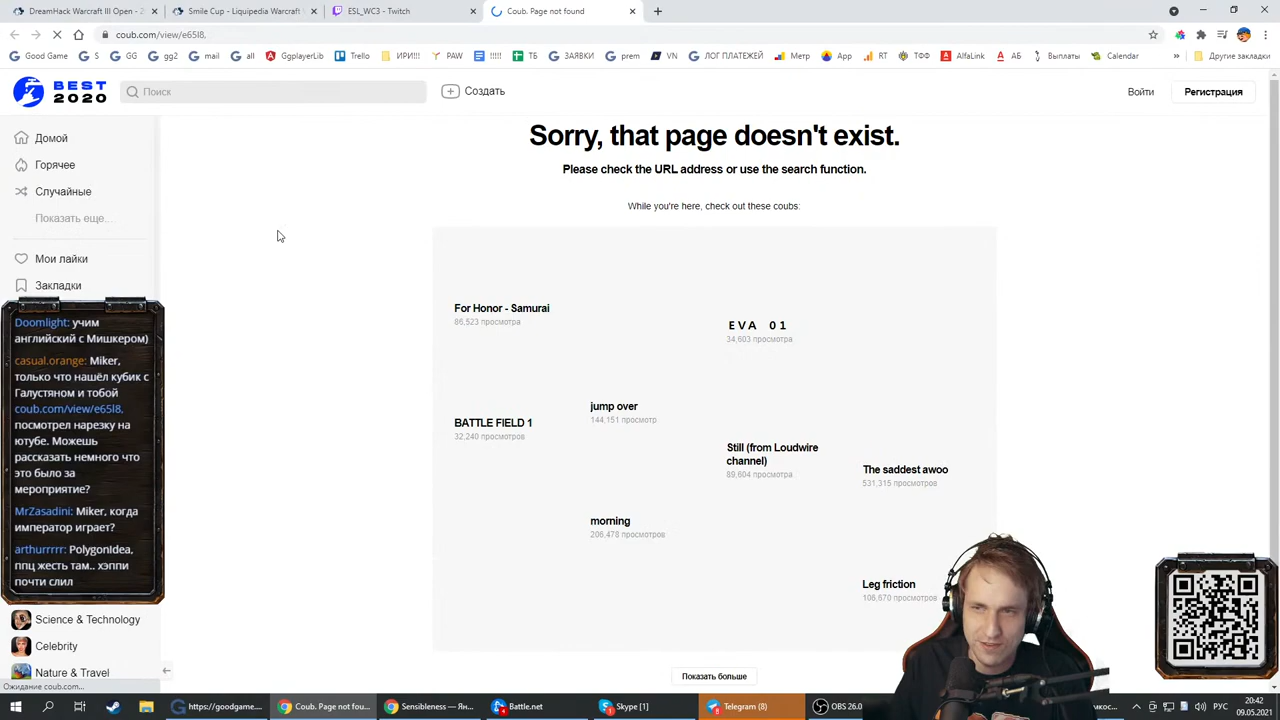 DreamHack Warcraft III Open - 2
Smile Cup - Liquipedia Warcraft
ESL_WC3 - Twitch
Coub. Page not found
coub.com/view/e65l8.
Good Game
G
GG
gg2
mail
all
GgplayerLib
Trello
ИРИ!!!
PAW
!!!!!
ТБ
ЗАЯВКИ
prem
VN
ЛОГ ПЛАТЕЖЕЙ
Метр
App
RT
ТФФ
AlfaLink
АБ
Выплаты
Calendar
Другие закладки
BEST
2020
Поиск
Создать
Войти
Регистрация
Домой
Горячее
Случайные
Показать еще...
Мои лайки
Закладки
Sorry, that page doesn't exist.
Please check the URL address or use the search function.
While you're here, check out these coubs:
For Honor - Samurai
86,523 просмотра
EVA 01
34,603 просмотра
jump over
144,151 просмотр
BATTLE FIELD 1
32,240 просмотров
Still (from Loudwire
channel)
89,604 просмотра
The saddest awoo
531,315 просмотров
morning
206,478 просмотров
Leg friction
108,670 просмотров
Показать больше
Doomlight: учим
английский с Мишкером)
casual.orange: Miker,
только что нашёл кубик с
Галустяном и тобой
coub.com/view/e65l8.
посмотрел нарезку на
ютубе. Можешь
рассказать немного что
это было за
мероприятие?
MrZasadini: Miker, когда
император играет?
arthurrrrr: PolygonIdea,
ппц жесть там.. хэппи
почти слил
Science & Technology
Celebrity
Nature & Travel
Ожидание coub.com...
https://goodgame....
Coub. Page not fou...
Sensibleness — Ян...
Battle.net
Skype [1]
Telegram (8)
OBS 26.0
РУС
20:42
09.05.2021